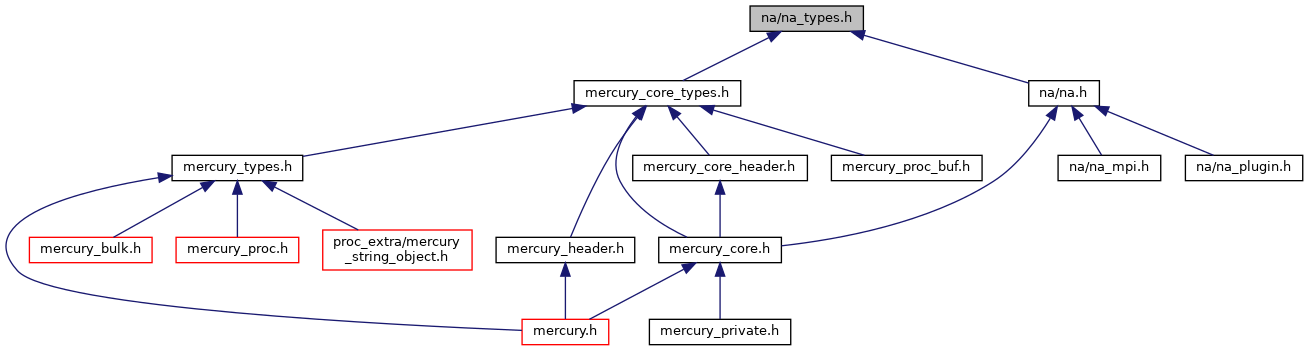 na/na_types.h
mercury_core_types.h
na/na.h
mercury_types.h
mercury_core_header.h
mercury_proc_buf.h
na/na_mpi.h
na/na_plugin.h
mercury_bulk.h
mercury_proc.h
proc_extra/mercury
_string_object.h
mercury_header.h
mercury_core.h
mercury.h
mercury_private.h